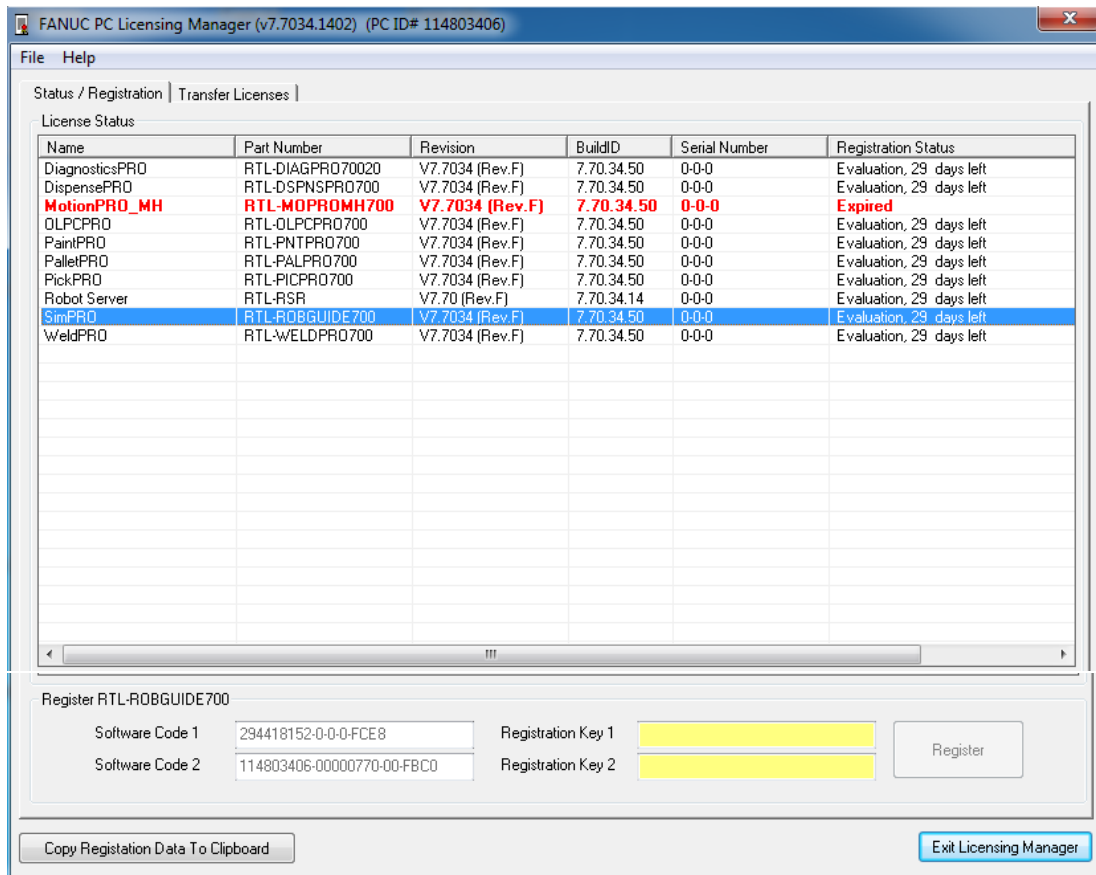 FANUC PC Licensing Manager (v7.7034.1402) (PC ID# 114803406)
x
File Help
Status / Registration Transfer Licenses
License Status
Name Part Number Revision BuildID Serial Number Registration Status
DiagnosticsPRO RTL-DIAGPRO70020 V7.7034 (Rev.F) 7.70.34.50 0-0-0 Evaluation, 29 days left
DispensePRO RTL-DSPNSPRO700 V7.7034 (Rev.F) 7.70.34.50 0-0-0 Evaluation, 29 days left
MotionPRO_MH RTL-MOPROMH700 V7.7034 (Rev.F) 7.70.34.50 0-0-0 Expired
OLPCPRO RTL-OLPCPRO700 V7.7034 (Rev.F) 7.70.34.50 0-0-0 Evaluation, 29 days left
PaintPRO RTL-PNTPRO700 V7.7034 (Rev.F) 7.70.34.50 0-0-0 Evaluation, 29 days left
PalletPRO RTL-PALPRO700 V7.7034 (Rev.F) 7.70.34.50 0-0-0 Evaluation, 29 days left
PickPRO RTL-PICPRO700 V7.7034 (Rev.F) 7.70.34.50 0-0-0 Evaluation, 29 days left
Robot Server RTL-RSR V7.70 (Rev.F) 7.70.34.14 0-0-0 Evaluation, 29 days left
SimPRO RTL-ROBGUIDE700 V7.7034 (Rev.F) 7.70.34.50 0-0-0 Evaluation, 29 days left
WeldPRO RTL-WELDPRO700 V7.7034 (Rev.F) 7.70.34.50 0-0-0 Evaluation, 29 days left
Register RTL-ROBGUIDE700
Software Code 1 294418152-0-0-0-FCE8 Registration Key 1
Register
Software Code 2 114803406-00000770-00-FBC0 Registration Key 2
Copy Registation Data To Clipboard Exit Licensing Manager